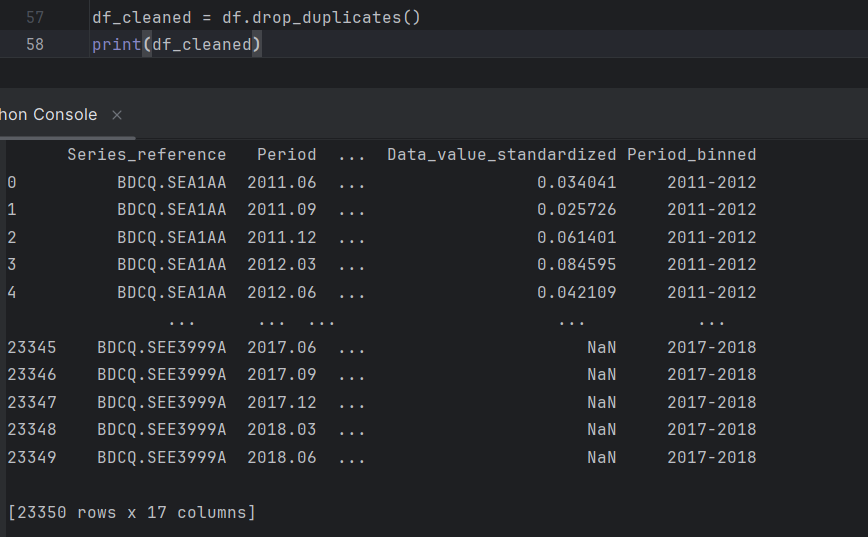 57 df_cleaned = df.drop_duplicates()
58 print(df_cleaned)
hon Console ×
Series_reference Period ... Data_value_standardized Period_binned
0 BDCQ.SEA1AA 2011.06 ... 0.034041 2011-2012
1 BDCQ.SEA1AA 2011.09 ... 0.025726 2011-2012
2 BDCQ.SEA1AA 2011.12 ... 0.061401 2011-2012
3 BDCQ.SEA1AA 2012.03 ... 0.084595 2011-2012
4 BDCQ.SEA1AA 2012.06 ... 0.042109 2011-2012
... ... ... ... ...
23345 BDCQ.SEE3999A 2017.06 ... NaN 2017-2018
23346 BDCQ.SEE3999A 2017.09 ... NaN 2017-2018
23347 BDCQ.SEE3999A 2017.12 ... NaN 2017-2018
23348 BDCQ.SEE3999A 2018.03 ... NaN 2017-2018
23349 BDCQ.SEE3999A 2018.06 ... NaN 2017-2018
[23350 rows x 17 columns]